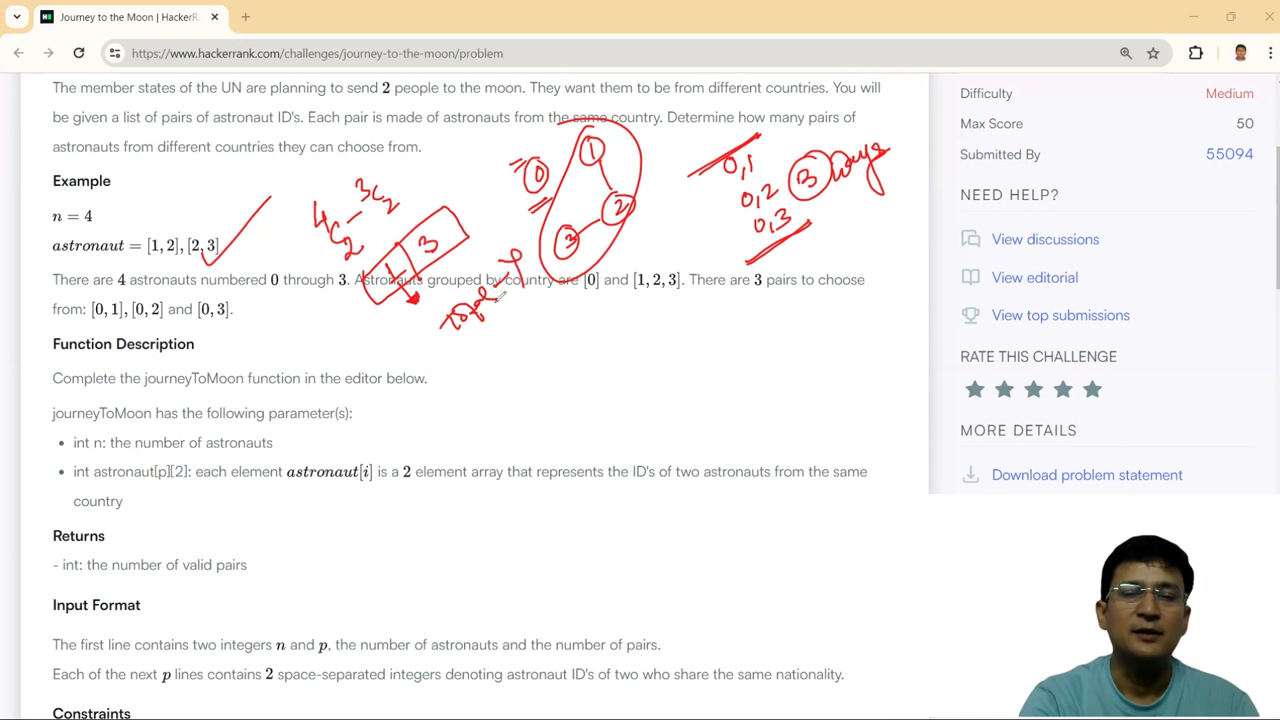 Journey to the Moon | HackerR
https://www.hackerrank.com/challenges/journey-to-the-moon/problem
The member states of the UN are planning to send 2 people to the moon. They want them to be from different countries. You will
be given a list of pairs of astronaut ID's. Each pair is made of astronauts from the same country. Determine how many pairs of
astronauts from different countries they can choose from.
Example
n = 4
astronaut = [1, 2], [2, 3]
There are 4 astronauts numbered 0 through 3. Astronauts grouped by country are [0] and [1, 2, 3]. There are 3 pairs to choose
from: [0, 1], [0, 2] and [0, 3].
4C2 - 3C2
1 3
0
1
2
3
0,1
0,2
0,3
3 ways
Total -
Function Description
Complete the journeyToMoon function in the editor below.
journeyToMoon has the following parameter(s):
• int n: the number of astronauts
• int astronaut[p][2]: each element astronaut[i] is a 2 element array that represents the ID's of two astronauts from the same
country
Returns
- int: the number of valid pairs
Input Format
The first line contains two integers n and p, the number of astronauts and the number of pairs.
Each of the next p lines contains 2 space-separated integers denoting astronaut ID's of two who share the same nationality.
Constraints
Difficulty Medium
Max Score 50
Submitted By 55094
NEED HELP?
View discussions
View editorial
View top submissions
RATE THIS CHALLENGE
MORE DETAILS
Download problem statement